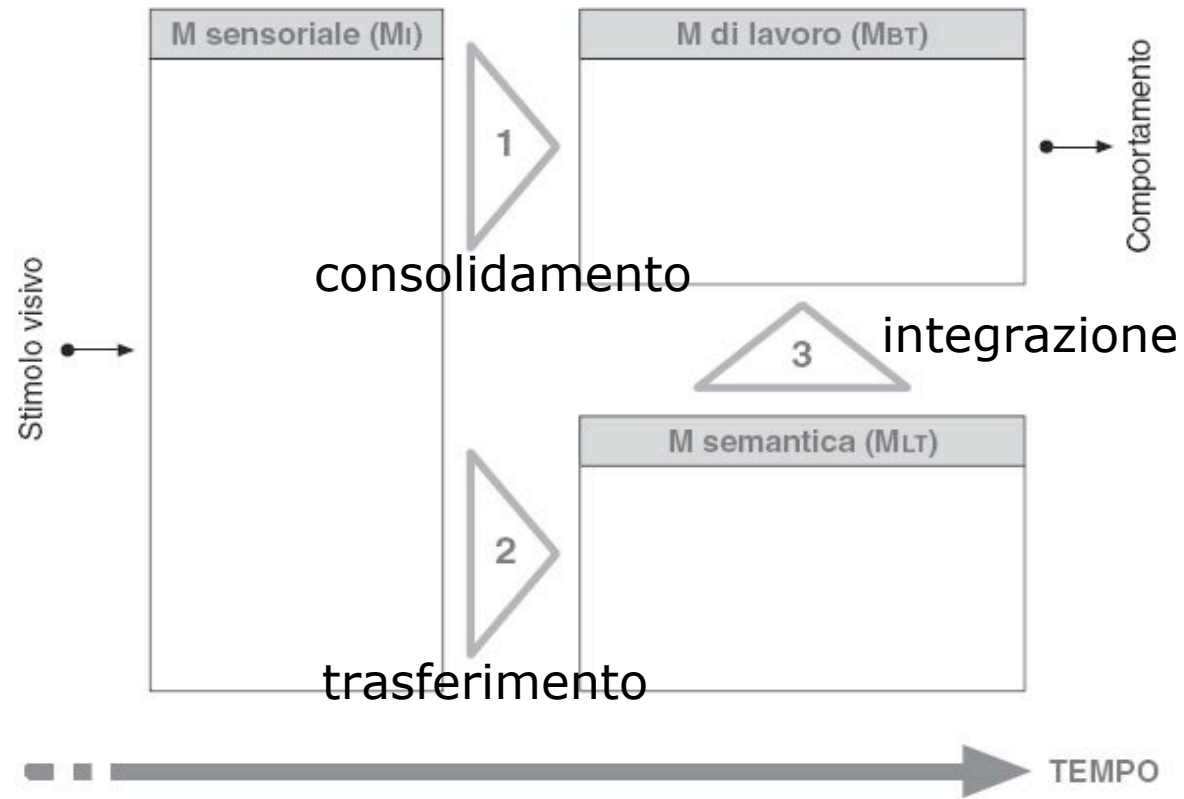 M sensoriale (MI)
M di lavoro (MBT)
1
consolidamento
Comportamento
Stimolo visivo
integrazione
3
M semantica (MLT)
2
trasferimento
TEMPO